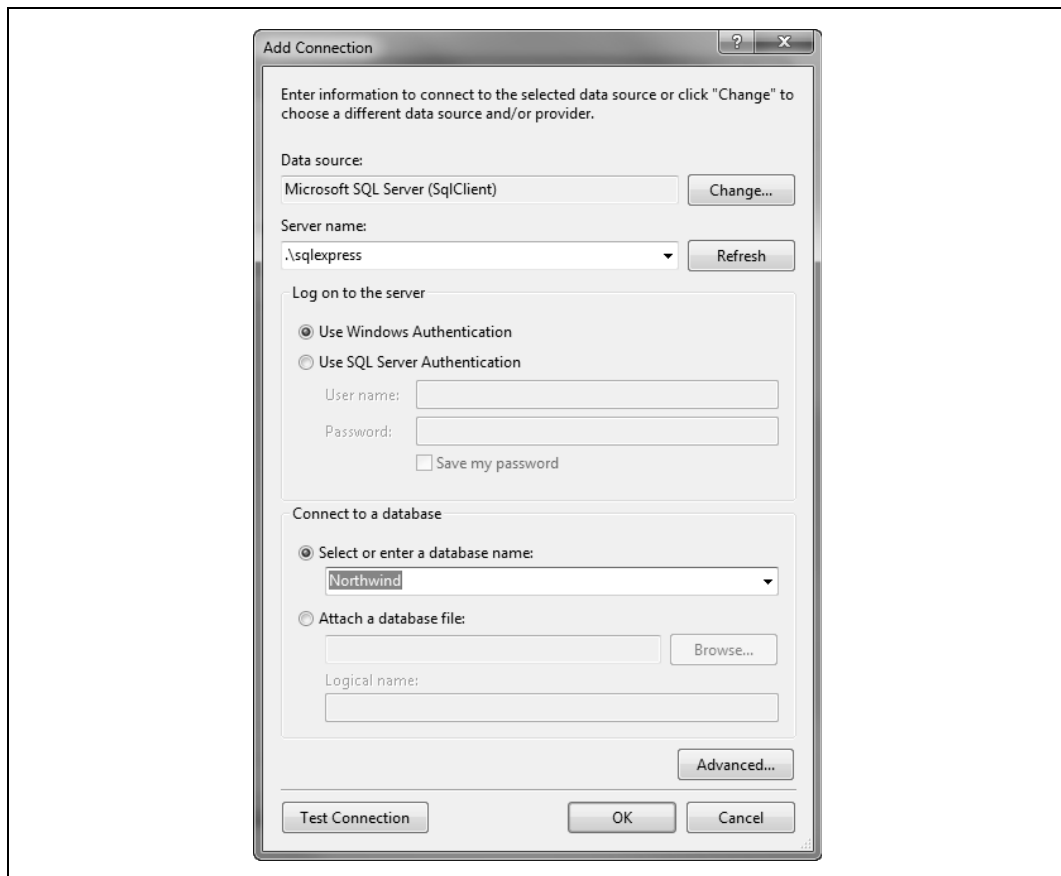 Add Connection
?
Enter information to connect to the selected data source or click "Change" to
choose a different data source and/or provider.
Data source:
Microsoft SQL Server (SqlClient)
Change...
Server name:
.\sqlexpress
Refresh
Log on to the server
Use Windows Authentication
Use SQL Server Authentication
User name:
Password:
Save my password
Connect to a database
Select or enter a database name:
Northwind
Attach a database file:
Browse...
Logical name:
Advanced...
Test Connection
OK
Cancel